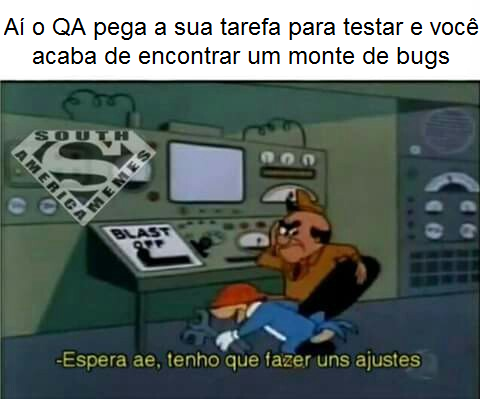 Aí o QA pega a sua tarefa para testar e você
acaba de encontrar um monte de bugs
SOUTH
AMERICA MEMES
BLAST
OFF
-Espera ae, tenho que fazer uns ajustes